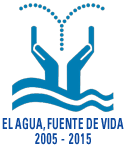 EL AGUA, FUENTE DE VIDA
2005 - 2015